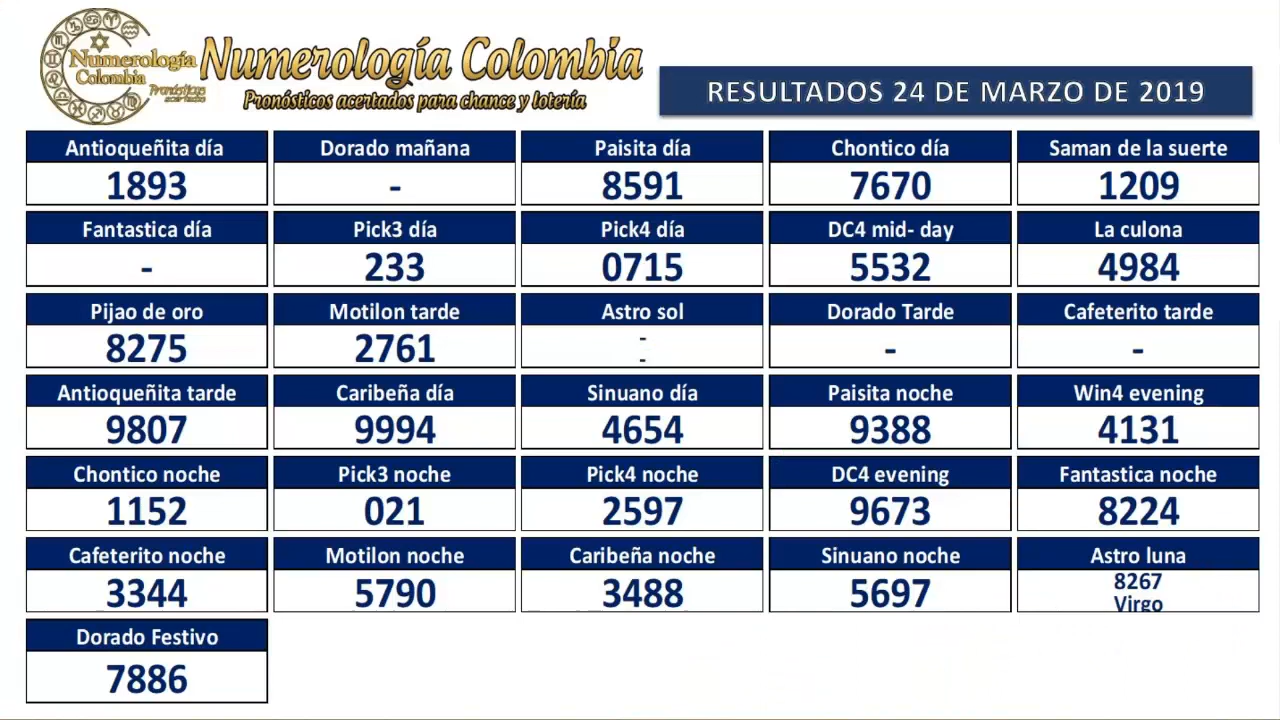 Numerología
Colombia
Pronósticos
acertados
Numerología Colombia
Pronósticos acertados para chance y lotería
RESULTADOS 24 DE MARZO DE 2019
Antioqueñita día Dorado mañana Paisita día Chontico día Saman de la suerte
1893 - 8591 7670 1209
Fantastica día Pick3 día Pick4 día DC4 mid- day La culona
- 233 0715 5532 4984
Pijao de oro Motilon tarde Astro sol Dorado Tarde Cafeterito tarde
8275 2761 - - -
-
Antioqueñita tarde Caribeña día Sinuano día Paisita noche Win4 evening
9807 9994 4654 9388 4131
Chontico noche Pick3 noche Pick4 noche DC4 evening Fantastica noche
1152 021 2597 9673 8224
Cafeterito noche Motilon noche Caribeña noche Sinuano noche Astro luna
3344 5790 3488 5697 8267
Virgo
Dorado Festivo
7886